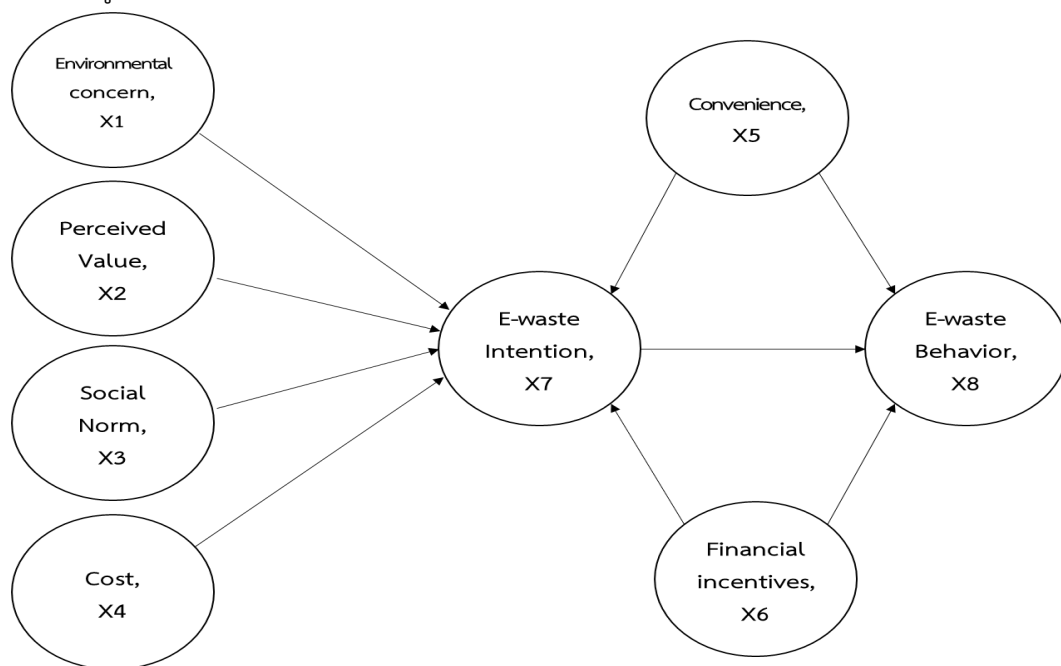 Environmental
concern,
X1
Perceived
Value,
X2
Social
Norm,
X3
Cost,
X4
E-waste
Intention,
X7
Convenience,
X5
Financial
incentives,
X6
E-waste
Behavior,
X8